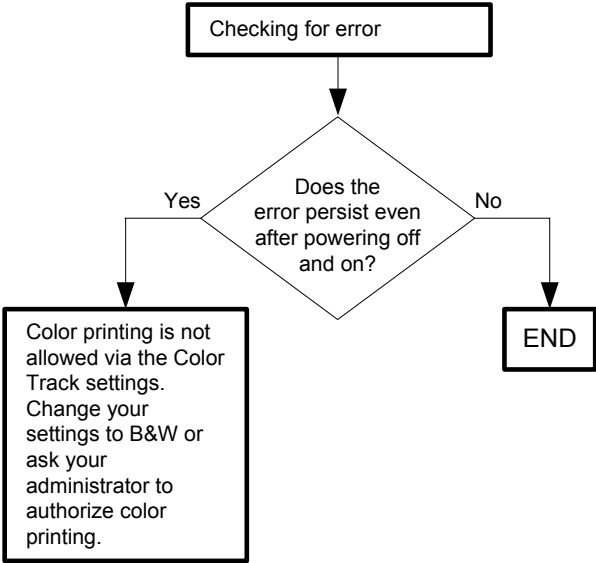 Checking for error
Does the
error persist even
after powering off
and on?
Yes
No
Color printing is not
allowed via the Color
Track settings.
Change your
settings to B&W or
ask your
administrator to
authorize color
printing.
END